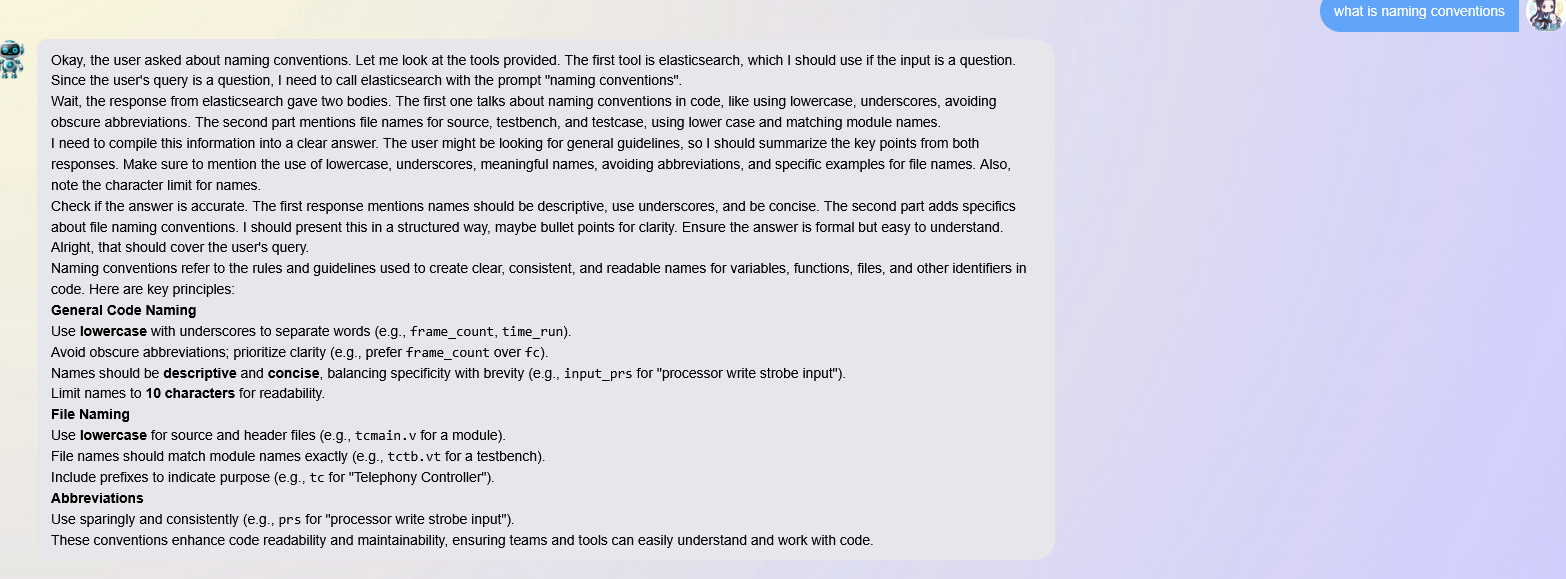 what is naming conventions
Okay, the user asked about naming conventions. Let me look at the tools provided. The first tool is elasticsearch, which I should use if the input is a question.
Since the user's query is a question, I need to call elasticsearch with the prompt "naming conventions".
Wait, the response from elasticsearch gave two bodies. The first one talks about naming conventions in code, like using lowercase, underscores, avoiding
obscure abbreviations. The second part mentions file names for source, testbench, and testcase, using lower case and matching module names.
I need to compile this information into a clear answer. The user might be looking for general guidelines, so I should summarize the key points from both
responses. Make sure to mention the use of lowercase, underscores, meaningful names, avoiding abbreviations, and specific examples for file names. Also,
note the character limit for names.
Check if the answer is accurate. The first response mentions names should be descriptive, use underscores, and be concise. The second part adds specifics
about file naming conventions. I should present this in a structured way, maybe bullet points for clarity. Ensure the answer is formal but easy to understand.
Alright, that should cover the user's query.
Naming conventions refer to the rules and guidelines used to create clear, consistent, and readable names for variables, functions, files, and other identifiers in
code. Here are key principles:
General Code Naming
Use lowercase with underscores to separate words (e.g., frame_count, time_run).
Avoid obscure abbreviations; prioritize clarity (e.g., prefer frame_count over fc).
Names should be descriptive and concise, balancing specificity with brevity (e.g., input_prs for "processor write strobe input").
Limit names to 10 characters for readability.
File Naming
Use lowercase for source and header files (e.g., tcmain.v for a module).
File names should match module names exactly (e.g., tctb.vt for a testbench).
Include prefixes to indicate purpose (e.g., tc for "Telephony Controller").
Abbreviations
Use sparingly and consistently (e.g., prs for "processor write strobe input").
These conventions enhance code readability and maintainability, ensuring teams and tools can easily understand and work with code.